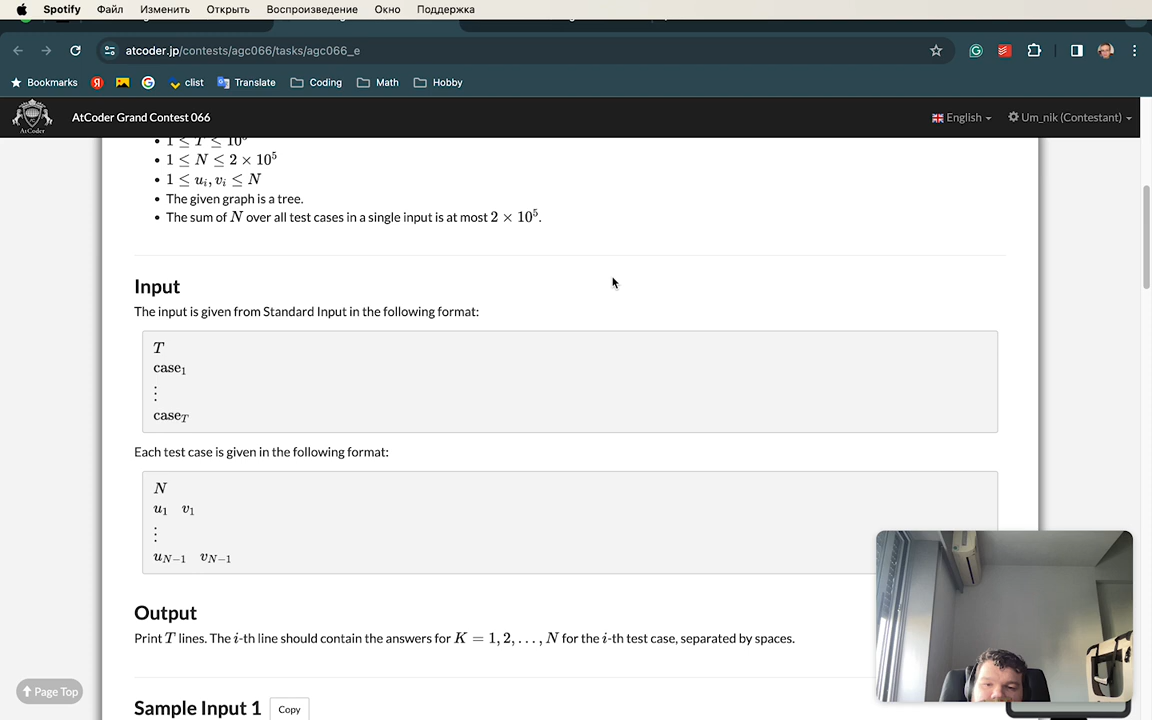 Spotify Файл Изменить Открыть Воспроизведение Окно Поддержка
atcoder.jp/contests/agc066/tasks/agc066_e
Bookmarks Я G clist Translate Coding Math Hobby
AtCoder Grand Contest 066 English Um_nik (Contestant)
1 ≤ N ≤ 2 × 10⁵
1 ≤ uᵢ, vᵢ ≤ N
The given graph is a tree.
The sum of N over all test cases in a single input is at most 2 × 10⁵.
Input
The input is given from Standard Input in the following format:
T
case₁
⋮
case_T
Each test case is given in the following format:
N
u₁ v₁
⋮
u_{N−1} v_{N−1}
Output
Print T lines. The i-th line should contain the answers for K = 1, 2, . . . , N for the i-th test case, separated by spaces.
Page Top
Sample Input 1 Copy